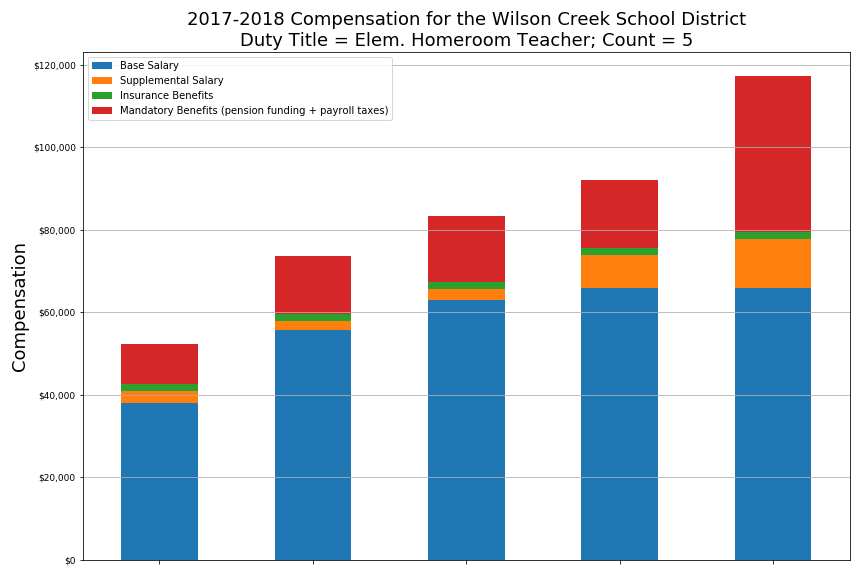 2017-2018 Compensation for the Wilson Creek School District
Duty Title = Elem. Homeroom Teacher; Count = 5
$120,000
$100,000
$80,000
$60,000
$40,000
$20,000
$0
Compensation
Base Salary
Supplemental Salary
Insurance Benefits
Mandatory Benefits (pension funding + payroll taxes)